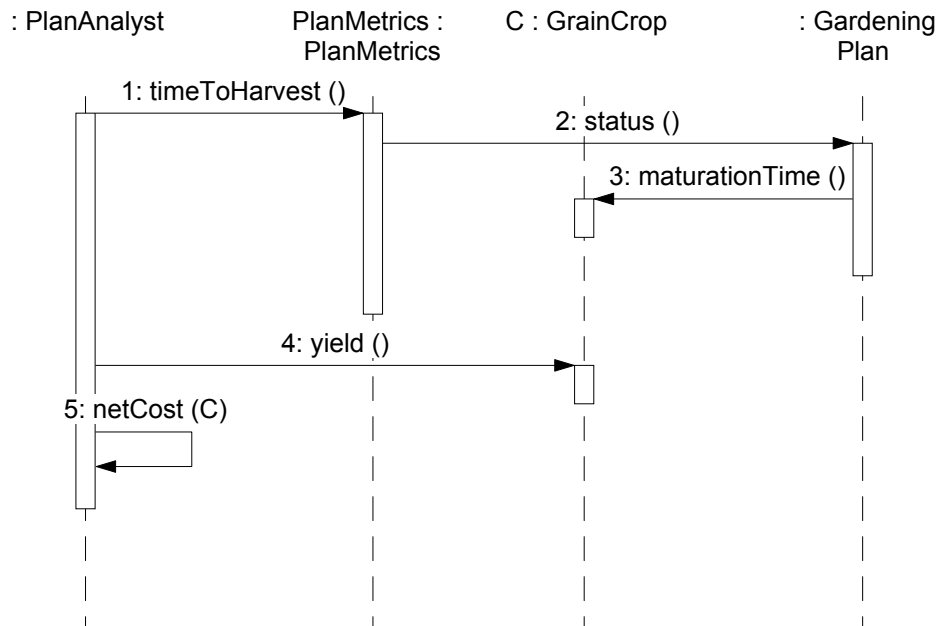 : PlanAnalyst
PlanMetrics :
PlanMetrics
C : GrainCrop
: Gardening
Plan
1: timeToHarvest ()
2: status ()
3: maturationTime ()
4: yield ()
5: netCost (C)